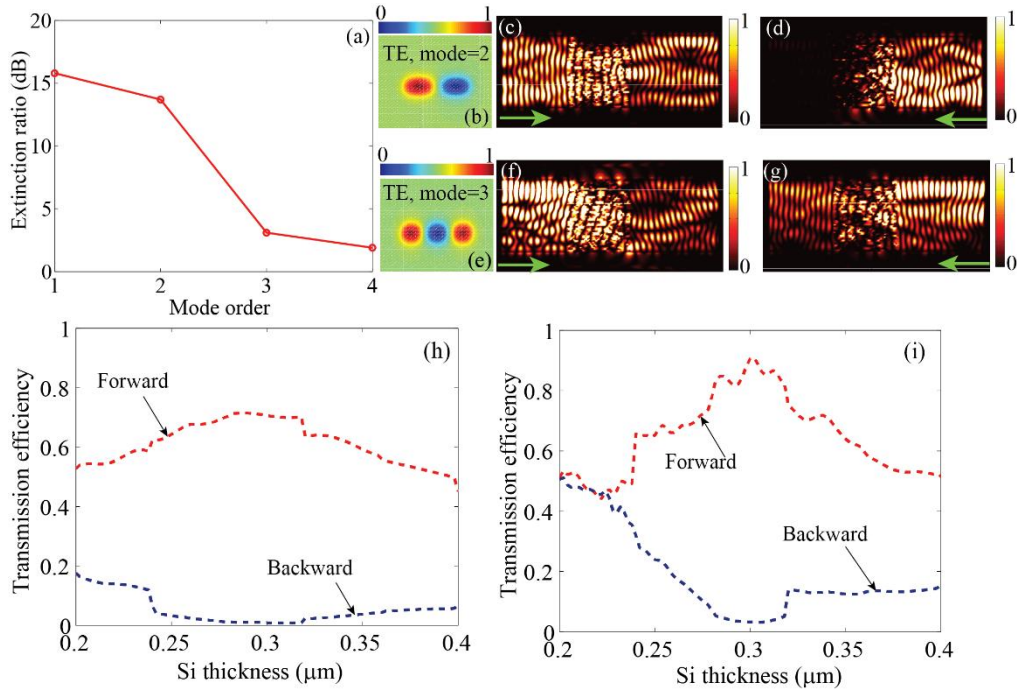 20
15
10
5
0
Extinction ratio (dB)
(a)
1
2
3
4
Mode order
0
1
TE, mode=2
(b)
(c)
1
0
(d)
1
0
0
1
TE, mode=3
(e)
(f)
1
0
(g)
1
0
1
0.8
0.6
0.4
0.2
0
Transmission efficiency
(h)
Forward
Backward
0.2
0.25
0.3
0.35
0.4
Si thickness (μm)
1
0.8
0.6
0.4
0.2
0
Transmission efficiency
(i)
Forward
Backward
0.2
0.25
0.3
0.35
0.4
Si thickness (μm)